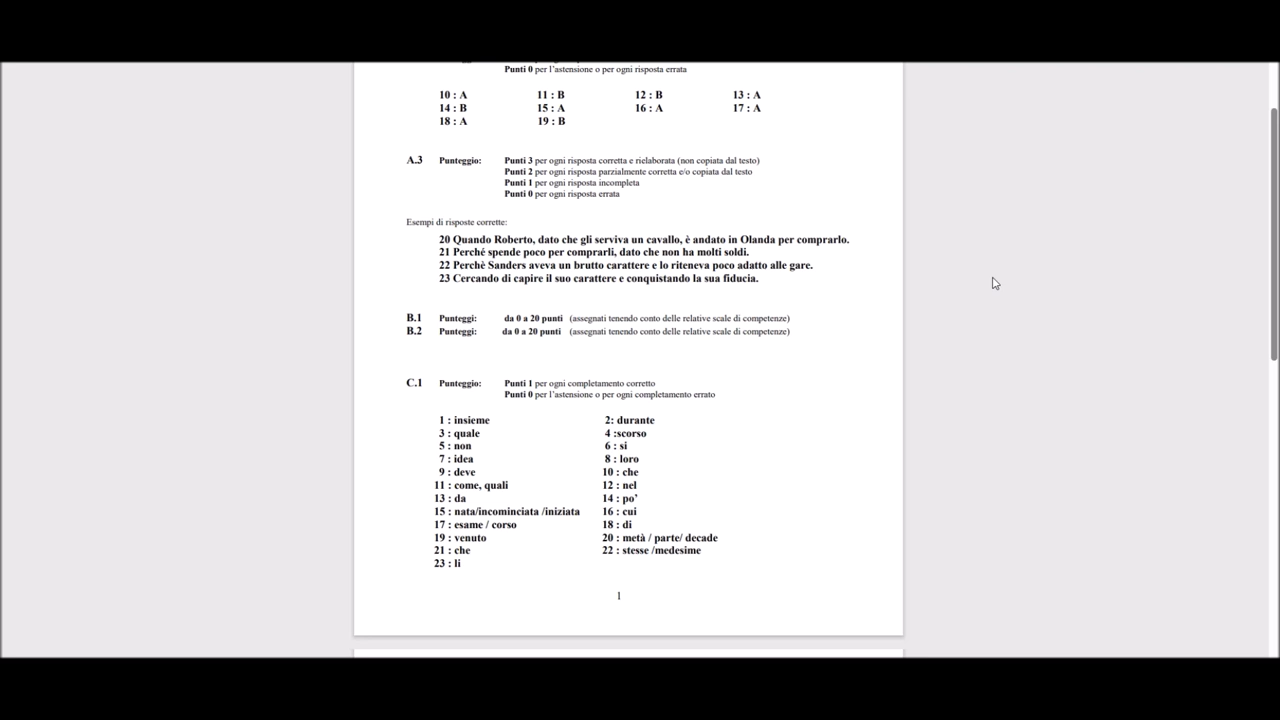 Punti 0 per l'astensione o per ogni risposta errata
10 : A 11 : B 12 : B 13 : A
14 : B 15 : A 16 : A 17 : A
18 : A 19 : B
A.3 Punteggio: Punti 3 per ogni risposta corretta e rielaborata (non copiata dal testo)
Punti 2 per ogni risposta parzialmente corretta e/o copiata dal testo
Punti 1 per ogni risposta incompleta
Punti 0 per ogni risposta errata
Esempi di risposte corrette:
20 Quando Roberto, dato che gli serviva un cavallo, è andato in Olanda per comprarlo.
21 Perché spende poco per comprarli, dato che non ha molti soldi.
22 Perchè Sanders aveva un brutto carattere e lo riteneva poco adatto alle gare.
23 Cercando di capire il suo carattere e conquistando la sua fiducia.
B.1 Punteggi: da 0 a 20 punti (assegnati tenendo conto delle relative scale di competenze)
B.2 Punteggi: da 0 a 20 punti (assegnati tenendo conto delle relative scale di competenze)
C.1 Punteggio: Punti 1 per ogni completamento corretto
Punti 0 per l'astensione o per ogni completamento errato
1 : insieme 2: durante
3 : quale 4 :scorso
5 : non 6 : si
7 : idea 8 : loro
9 : deve 10 : che
11 : come, quali 12 : nel
13 : da 14 : po'
15 : nata/incominciata /iniziata 16 : cui
17 : esame / corso 18 : di
19 : venuto 20 : metà / parte/ decade
21 : che 22 : stesse /medesime
23 : li
1